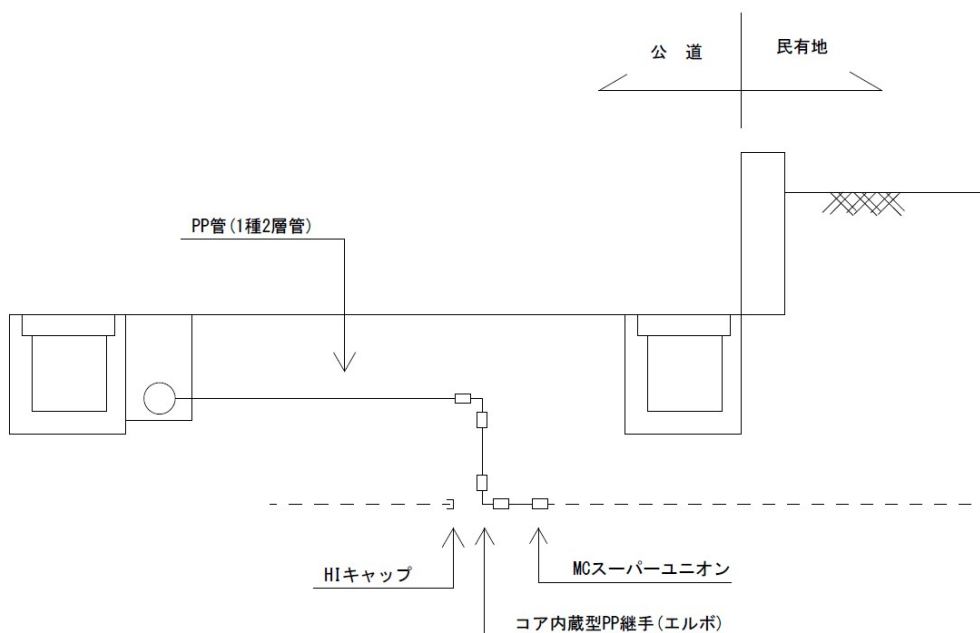 公　道
民有地
PP管(1種2層管)
HIキャップ
MCスーパーユニオン
コア内蔵型PP継手(エルボ)